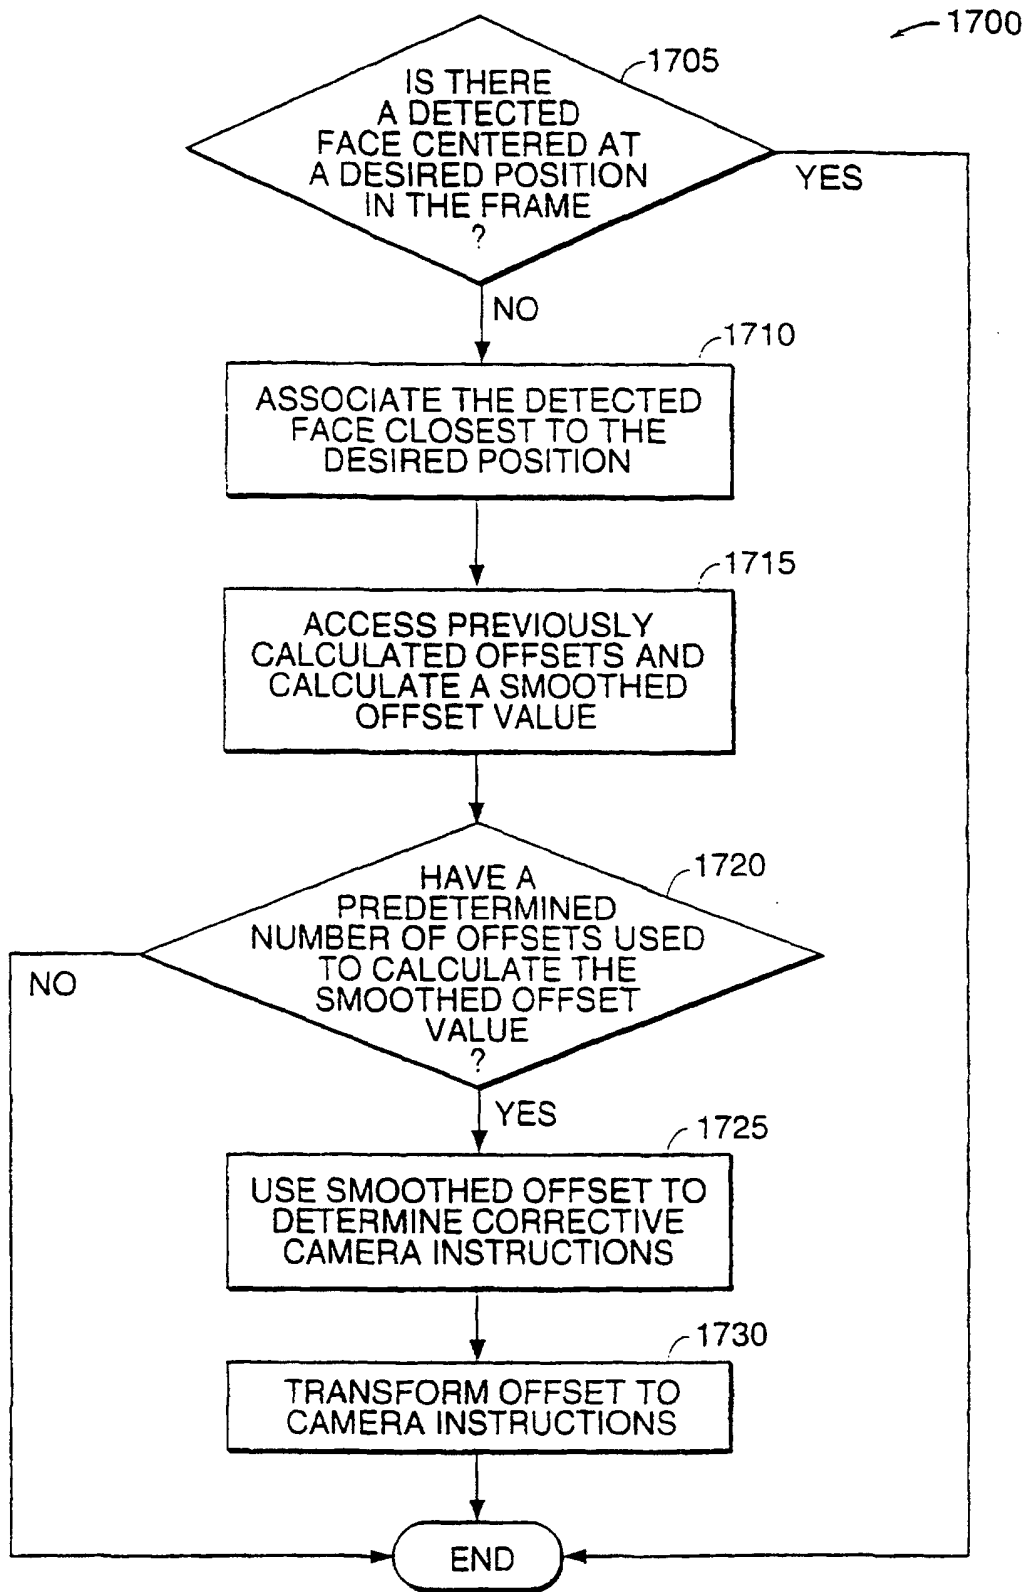 1700
1705
IS THERE
A DETECTED
FACE CENTERED AT
A DESIRED POSITION
IN THE FRAME
?
YES
NO
1710
ASSOCIATE THE DETECTED
FACE CLOSEST TO THE
DESIRED POSITION
1715
ACCESS PREVIOUSLY
CALCULATED OFFSETS AND
CALCULATE A SMOOTHED
OFFSET VALUE
1720
HAVE A
PREDETERMINED
NUMBER OF OFFSETS USED
TO CALCULATE THE
SMOOTHED OFFSET
VALUE
?
NO
YES
1725
USE SMOOTHED OFFSET TO
DETERMINE CORRECTIVE
CAMERA INSTRUCTIONS
1730
TRANSFORM OFFSET TO
CAMERA INSTRUCTIONS
END